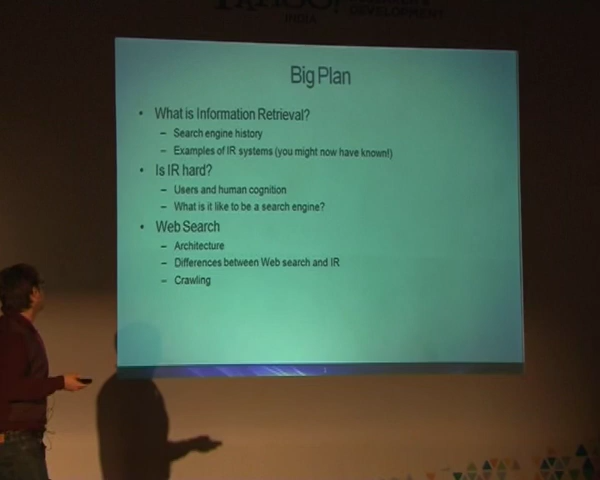 YAHOO!
INDIA
DEVELOPMENT
Big Plan
• What is Information Retrieval?
– Search engine history
– Examples of IR systems (you might now have known!)
• Is IR hard?
– Users and human cognition
– What is it like to be a search engine?
• Web Search
– Architecture
– Differences between Web search and IR
– Crawling